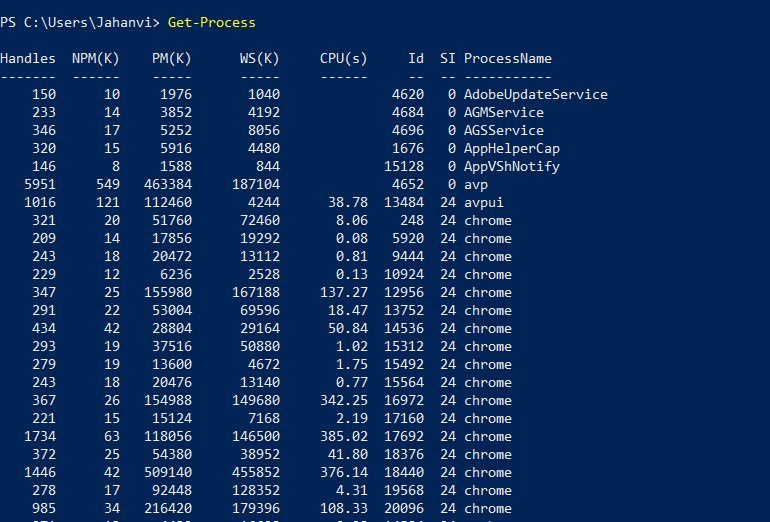 PS C:\Users\Jahanvi> Get-Process
Handles NPM(K) PM(K) WS(K) CPU(s) Id SI ProcessName
------- ------ ----- ----- ------ -- -- -----------
150 10 1976 1040 4620 0 AdobeUpdateService
233 14 3852 4192 4684 0 AGMService
346 17 5252 8056 4696 0 AGSService
320 15 5916 4480 1676 0 AppHelperCap
146 8 1588 844 15128 0 AppVShNotify
5951 549 463384 187104 4652 0 avp
1016 121 112460 4244 38.78 13484 24 avpui
321 20 51760 72460 8.06 248 24 chrome
209 14 17856 19292 0.08 5920 24 chrome
243 18 20472 13112 0.81 9444 24 chrome
229 12 6236 2528 0.13 10924 24 chrome
347 25 155980 167188 137.27 12956 24 chrome
291 22 53004 69596 18.47 13752 24 chrome
434 42 28804 29164 50.84 14536 24 chrome
293 19 37516 50880 1.02 15312 24 chrome
279 19 13600 4672 1.75 15492 24 chrome
243 18 20476 13140 0.77 15564 24 chrome
367 26 154988 149680 342.25 16972 24 chrome
221 15 15124 7168 2.19 17160 24 chrome
1734 63 118056 146500 385.02 17692 24 chrome
372 25 54380 38952 41.80 18376 24 chrome
1446 42 509140 455852 376.14 18440 24 chrome
278 17 92448 128352 4.31 19568 24 chrome
985 34 216420 179396 108.33 20096 24 chrome